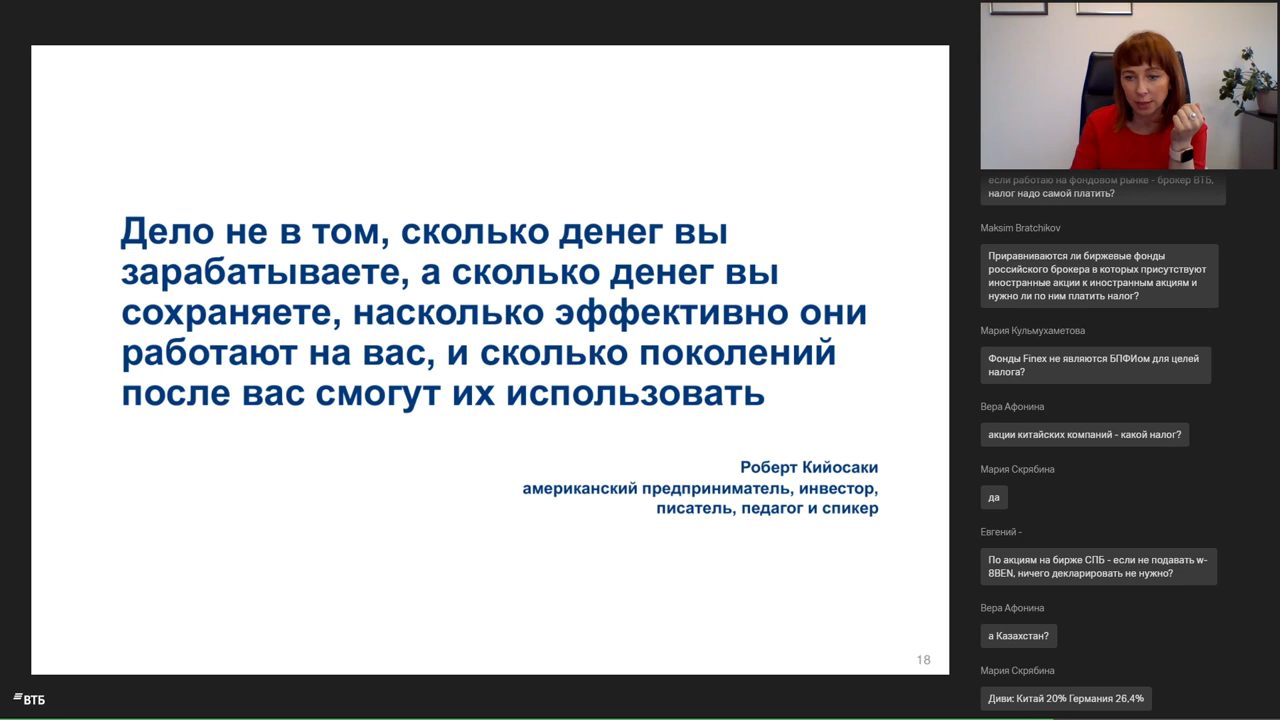 Дело не в том, сколько денег вы
зарабатываете, а сколько денег вы
сохраняете, насколько эффективно они
работают на вас, и сколько поколений
после вас смогут их использовать
Роберт Кийосаки
американский предприниматель, инвестор,
писатель, педагог и спикер
18
ВТБ
если работаю на фондовом рынке - брокер ВТБ,
налог надо самой платить?
Maksim Bratchikov
Приравниваются ли биржевые фонды
российского брокера в которых присутствуют
иностранные акции к иностранным акциям и
нужно ли по ним платить налог?
Мария Кульмухаметова
Фонды Finex не являются БПФИом для целей
налога?
Вера Афонина
акции китайских компаний - какой налог?
Мария Скрябина
да
Евгений -
По акциям на бирже СПБ - если не подавать w-
8BEN, ничего декларировать не нужно?
Вера Афонина
а Казахстан?
Мария Скрябина
Диви: Китай 20% Германия 26,4%